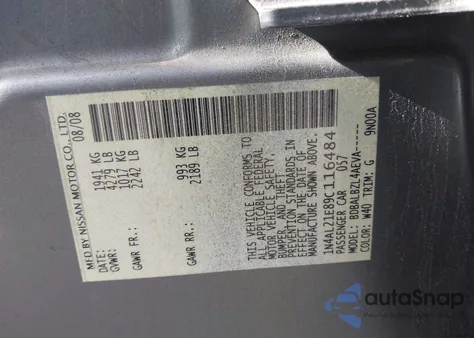 MFD BY NISSAN MOTOR CO., LTD.
DATE: 08/08
GVWR: 1941 KG
4279 LB
GAWR FR.: 1017 KG
2242 LB
GAWR RR.: 993 KG
2189 LB
THIS VEHICLE CONFORMS TO
ALL APPLICABLE FEDERAL
MOTOR VEHICLE SAFETY,
BUMPER, AND THEFT
PREVENTION STANDARDS
IN EFFECT ON THE DATE OF
MANUFACTURE SHOWN ABOVE.
1N4AL21E89C116484
PASSENGER CAR 057
MODEL: BDBALBZL4AEVA-----
COLOR: W40 TRIM: G 9N00A
autoSnap